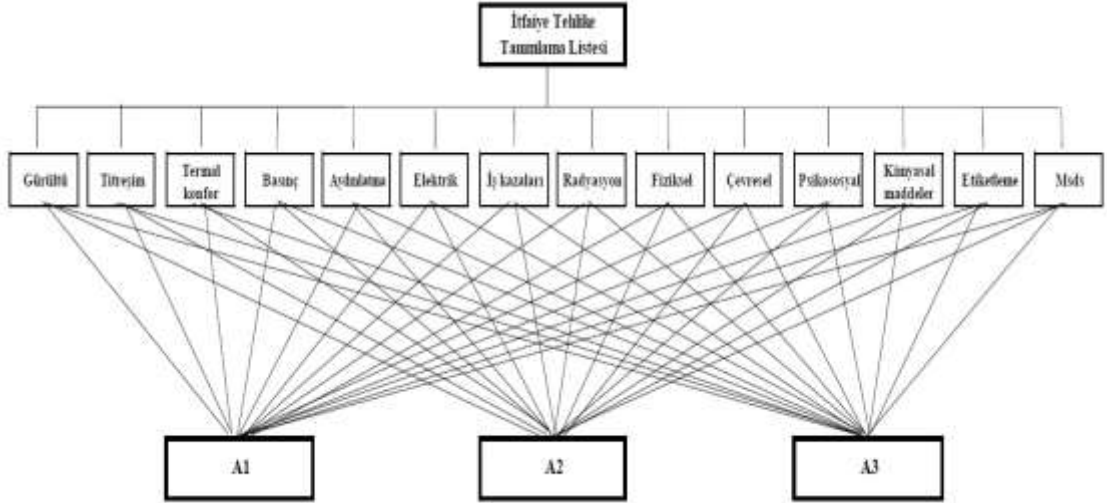 İtfaiye Tehlike
Tanımlama Listesi
Gürültü
Titreşim
Termal
konfor
Basınç
Aydınlatma
Elektrik
İş kazaları
Radyasyon
Fiziksel
Çevresel
Psikososyal
Kimyasal
maddeler
Etiketleme
Msds
A1
A2
A3